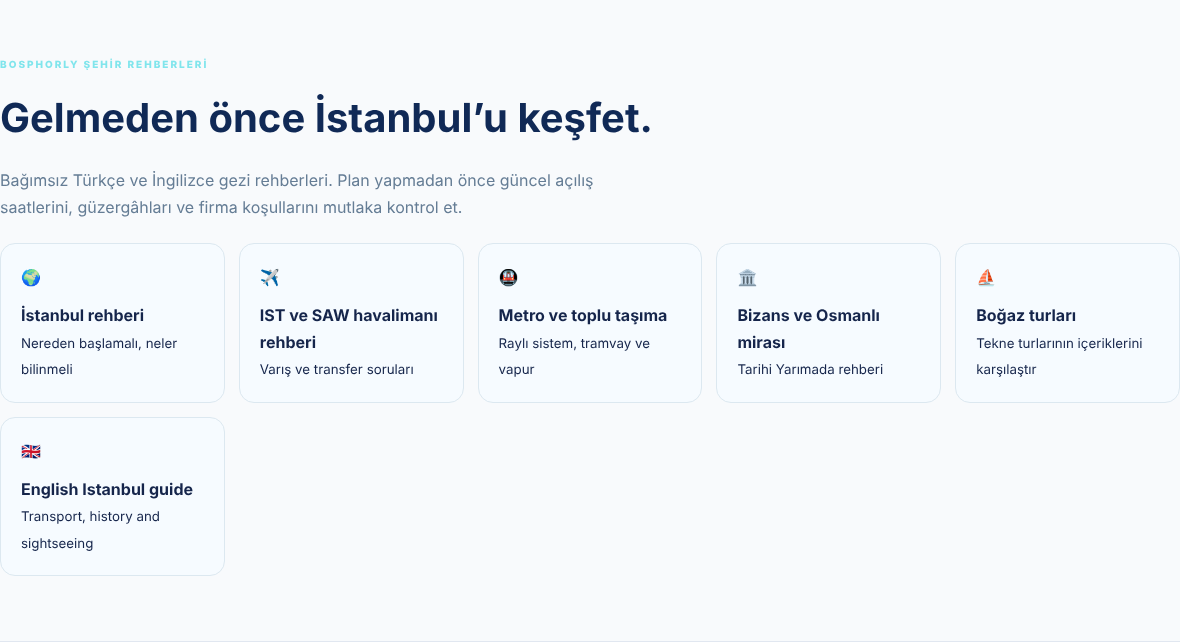 BOSPHORLY ŞEHİR REHBERLERİ
Gelmeden önce İstanbul’u keşfet.
Bağımsız Türkçe ve İngilizce gezi rehberleri. Plan yapmadan önce güncel açılış
saatlerini, güzergâhları ve firma koşullarını mutlaka kontrol et.
İstanbul rehberi
Nereden başlamalı, neler
bilinmeli
IST ve SAW havalimanı
rehberi
Varış ve transfer soruları
Metro ve toplu taşıma
Raylı sistem, tramvay ve
vapur
Bizans ve Osmanlı
mirası
Tarihi Yarımada rehberi
Boğaz turları
Tekne turlarının içeriklerini
karşılaştır
English Istanbul guide
Transport, history and
sightseeing